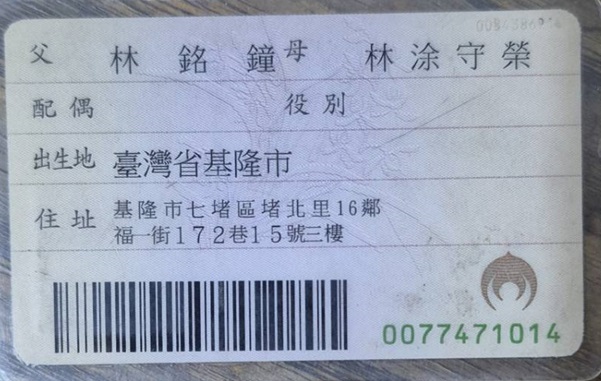 父 林銘鐘 母 林涂守榮
配偶 役別
出生地 臺灣省基隆市
住址 基隆市七堵區堵北里16鄰
福一街172巷15號三樓
0077471014